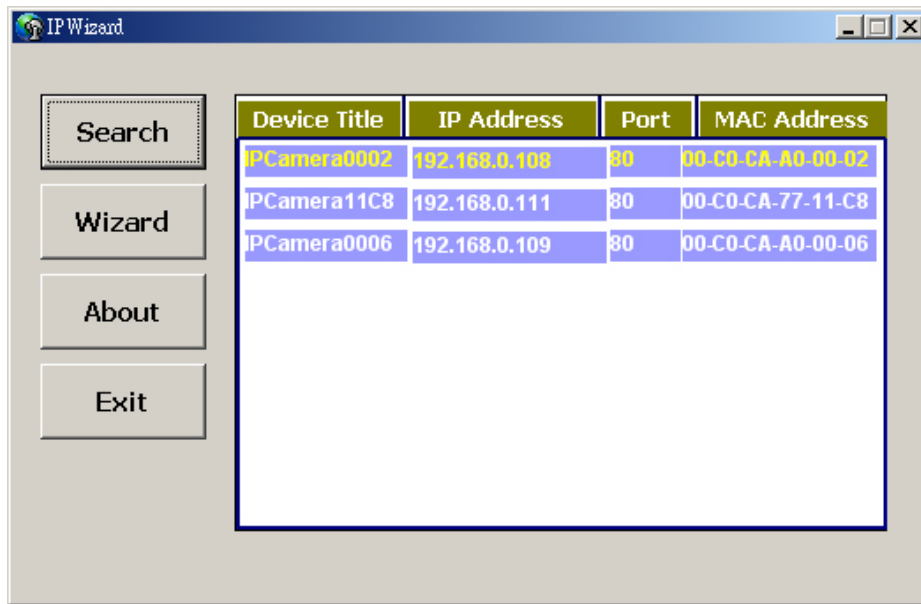 IP Wizard
Search
Wizard
About
Exit
Device Title IP Address Port MAC Address
IPCamera0002 192.168.0.108 80 00-C0-CA-A0-00-02
IPCamera11C8 192.168.0.111 80 00-C0-CA-77-11-C8
IPCamera0006 192.168.0.109 80 00-C0-CA-A0-00-06